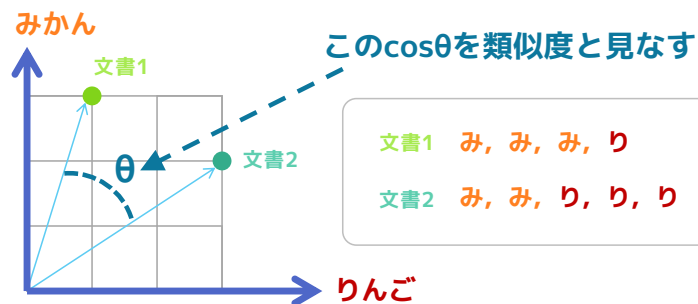 みかん
このcosθを類似度と見なす
文書1
θ
文書2
文書1 み, み, み, り
文書2 み, み, り, り, り
りんご